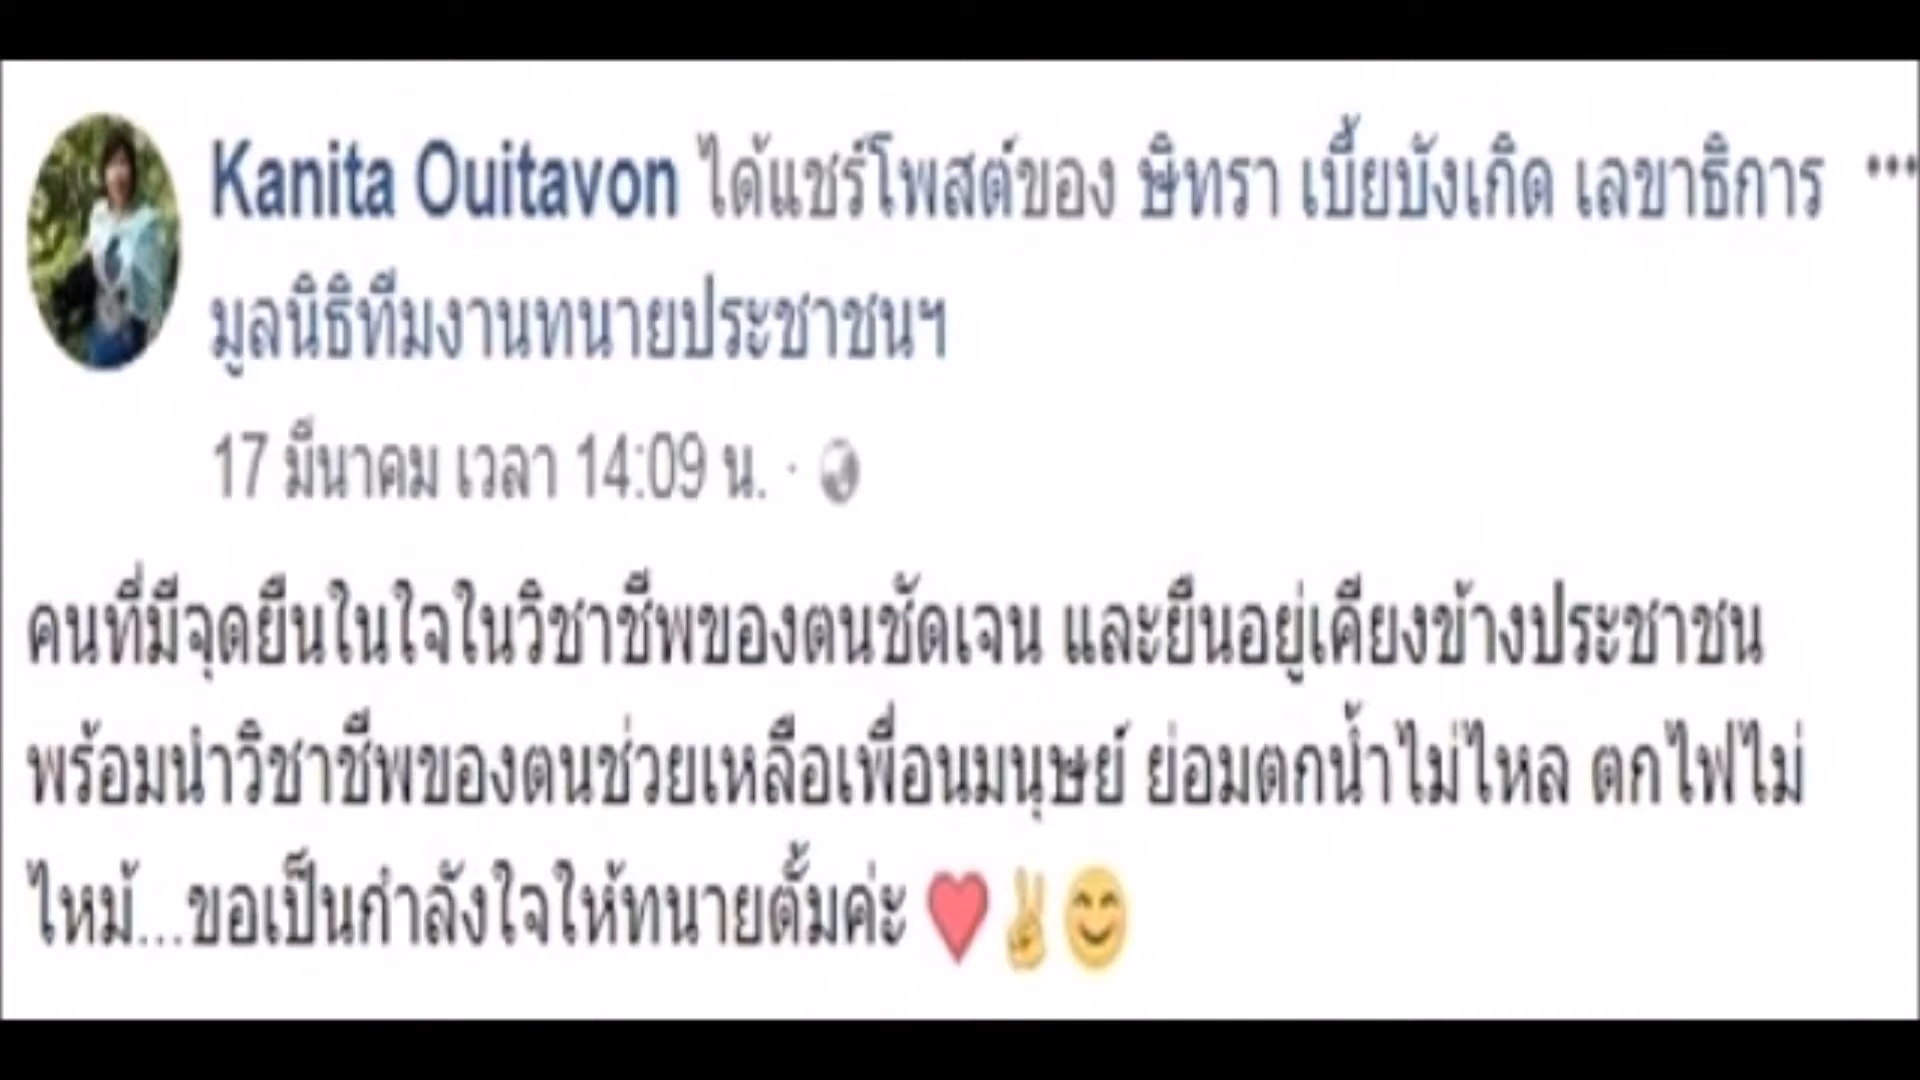 Kanita Ouitavon ได้แชร์โพสต์ของ ษิทรา เบี้ยบังเกิด เลขาธิการ ...
มูลนิธิทีมงานทนายประชาชนฯ
17 มีนาคม เวลา 14:09 น. ·
คนที่มีจุดยืนในใจในวิชาชีพของตนชัดเจน และยืนอยู่เคียงข้างประชาชน
พร้อมนำวิชาชีพของตนช่วยเหลือเพื่อนมนุษย์ ย่อมตกน้ำไม่ไหล ตกไฟไม่
ไหม้...ขอเป็นกำลังใจให้ทนายตั้มค่ะ ❤✌😊